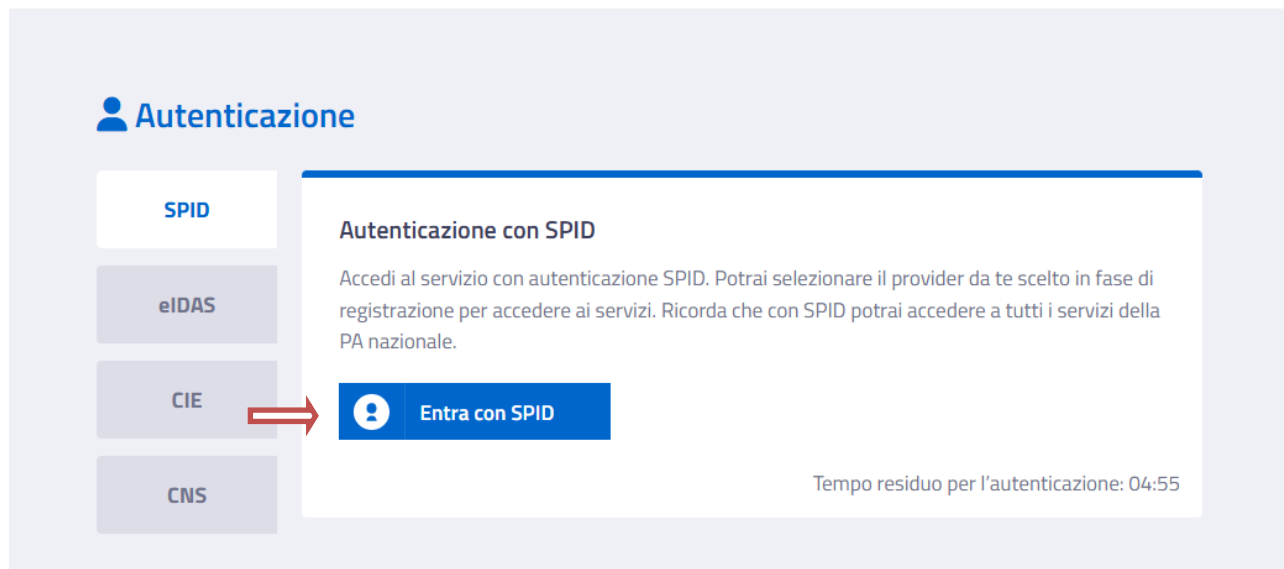 Autenticazione
SPID
eIDAS
CIE
CNS
Autenticazione con SPID
Accedi al servizio con autenticazione SPID. Potrai selezionare il provider da te scelto in fase di
registrazione per accedere ai servizi. Ricorda che con SPID potrai accedere a tutti i servizi della
PA nazionale.
Entra con SPID
Tempo residuo per l'autenticazione: 04:55